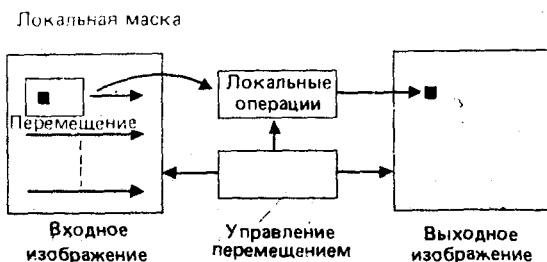 Локальная маска
Локальные
операции
Перемещение
Входное
изображение
Управление
перемещением
Выходное
изображение